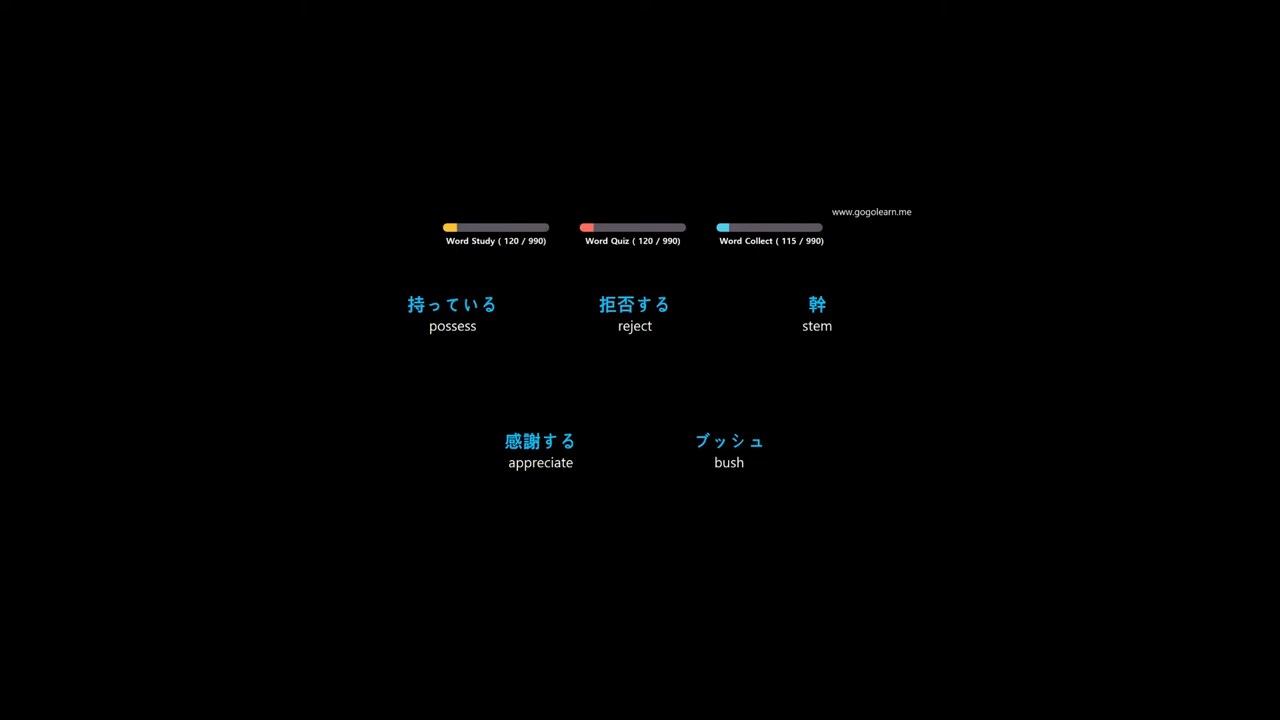 www.gogolearn.me
Word Study ( 120 / 990)
Word Quiz ( 120 / 990)
Word Collect ( 115 / 990)
持っている
possess
拒否する
reject
幹
stem
感謝する
appreciate
ブッシュ
bush